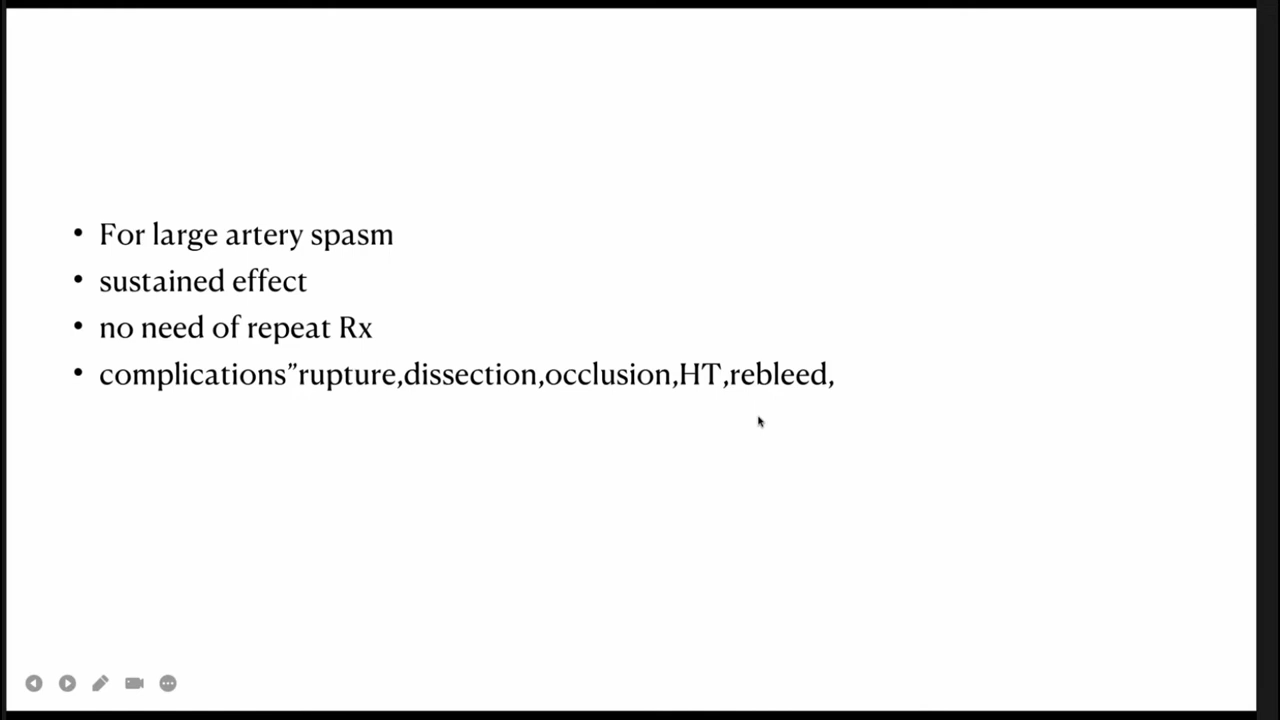 • For large artery spasm
• sustained effect
• no need of repeat Rx
• complications”rupture,dissection,occlusion,HT,rebleed,